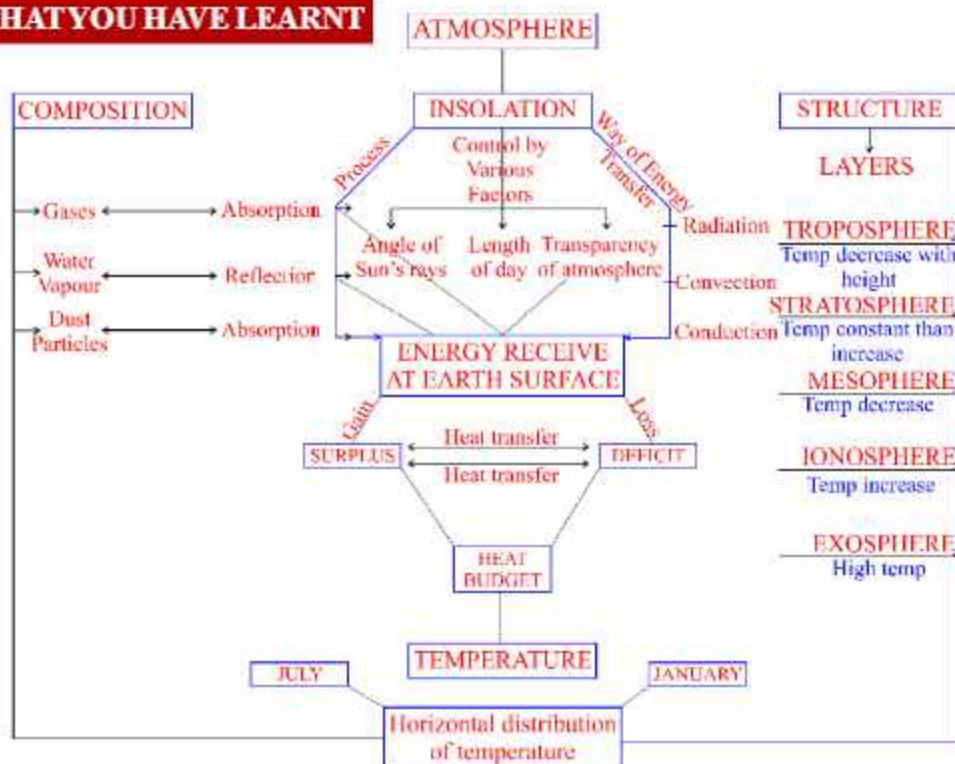 HAT YOU HAVE LEARNT
ATMOSPHERE
COMPOSITION
INSOLATION
STRUCTURE
LAYERS
Process
Control by
Various
Factors
Way of Energy
Transfer
Gases
Absorption
Water
Vapour
Reflection
Dust
Particles
Absorption
Angle of
Sun's rays
Length
of day
Transparency
of atmosphere
Radiation
Convection
Conduction
TROPOSPHERE
Temp decrease with
height
STRATOSPHERE
Temp constant than
increase
MESOPHERE
Temp decrease
IONOSPHERE
Temp increase
EXOSPHERE
High temp
ENERGY RECEIVE
AT EARTH SURFACE
Gain
Loss
SURPLUS
Heat transfer
Heat transfer
DEFICIT
HEAT
BUDGET
TEMPERATURE
JULY
JANUARY
Horizontal distribution
of temperature